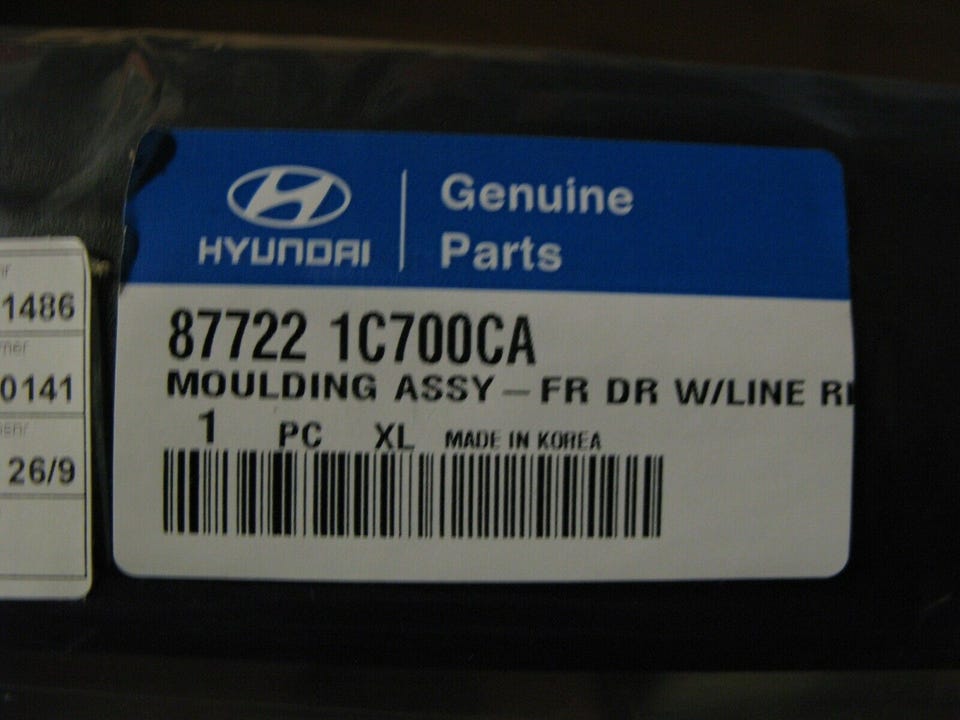 HYUNDAI
Genuine
Parts
87722 1C700CA
MOULDING ASSY - FR DR W/LINE
1 PC XL MADE IN KOREA
1486
0141
26/9